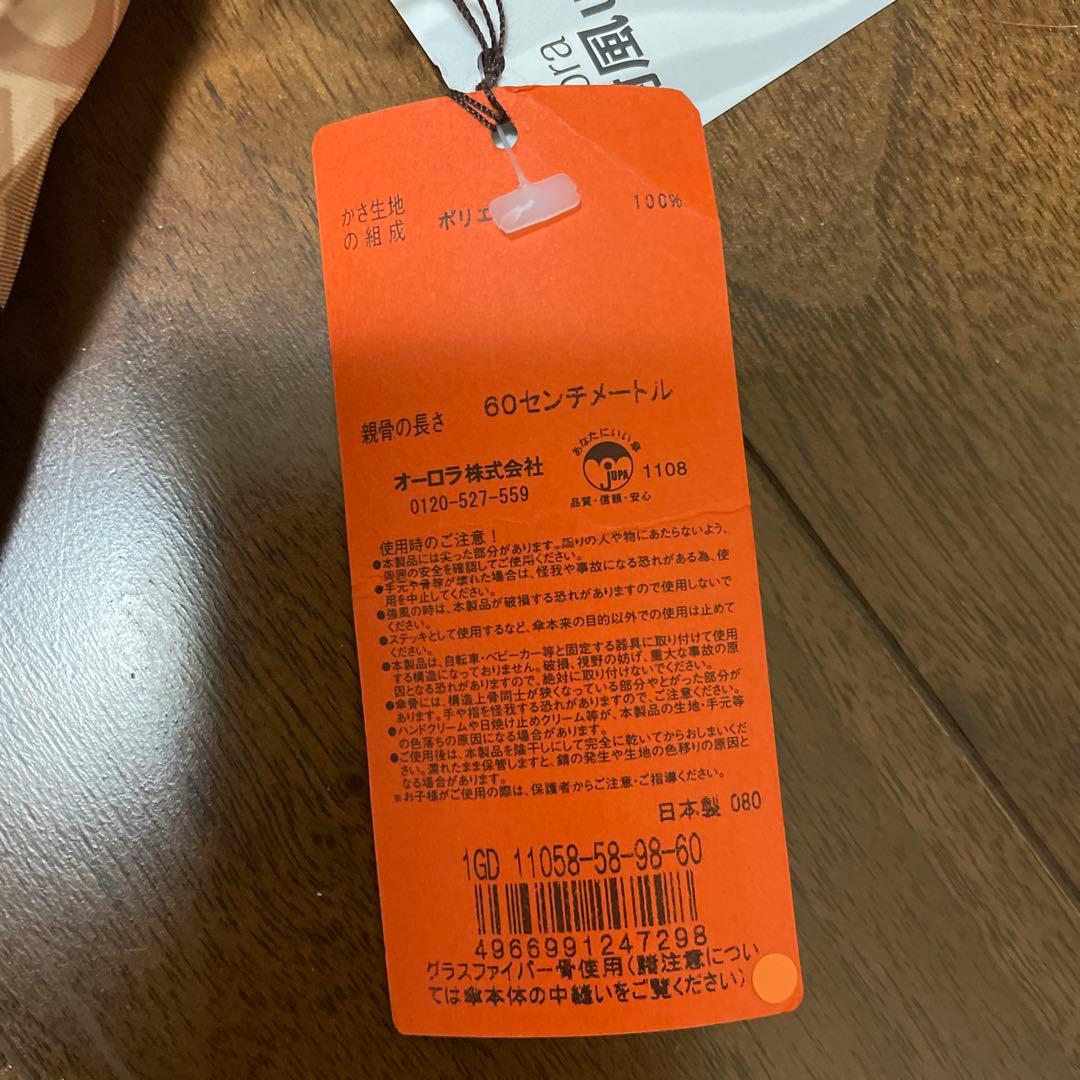 ora
かさ生地
の組成
ポリエ 100%
親骨の長さ 60センチメートル
オーロラ株式会社
0120-527-559
あなたにいい傘
JUPA
1108
品質・信頼・安心
使用時のご注意！
●本製品には尖った部分があります。周りの人や物にあたらないよう、
周囲の安全を確認してご使用ください。
●手元や骨等が壊れた場合は、怪我や事故になる恐れがある為、使
用を中止してください。
●強風の時は、本製品が破損する恐れがありますので使用しないで
ください。
●ステッキとして使用するなど、傘本来の目的以外での使用は止めて
ください。
●本製品は、自転車・ベビーカー等と固定する器具に取り付けて使用
する構造になっておりません。破損、視野の妨げ、重大な事故の原
因となる恐れがありますので、絶対に取り付けないでください。
●傘骨には、構造上骨同士が狭くなっている部分やとがった部分が
あります。手や指を怪我する恐れがありますので、ご注意ください。
●ハンドクリームや日焼け止めクリーム等が、本製品の生地・手元等
の色落ちの原因になる場合があります。
●ご使用後は、本製品を陰干しにして完全に乾いてからおしまいくだ
さい。濡れたまま保管しますと、錆の発生や生地の色移りの原因と
なる場合があります。
※お子様がご使用の際は、保護者からご注意・ご指導ください。
日本製 080
1GD 11058-58-98-60
4966991247298
グラスファイバー骨使用(諸注意につい
ては傘本体の中縫いをご覧ください)